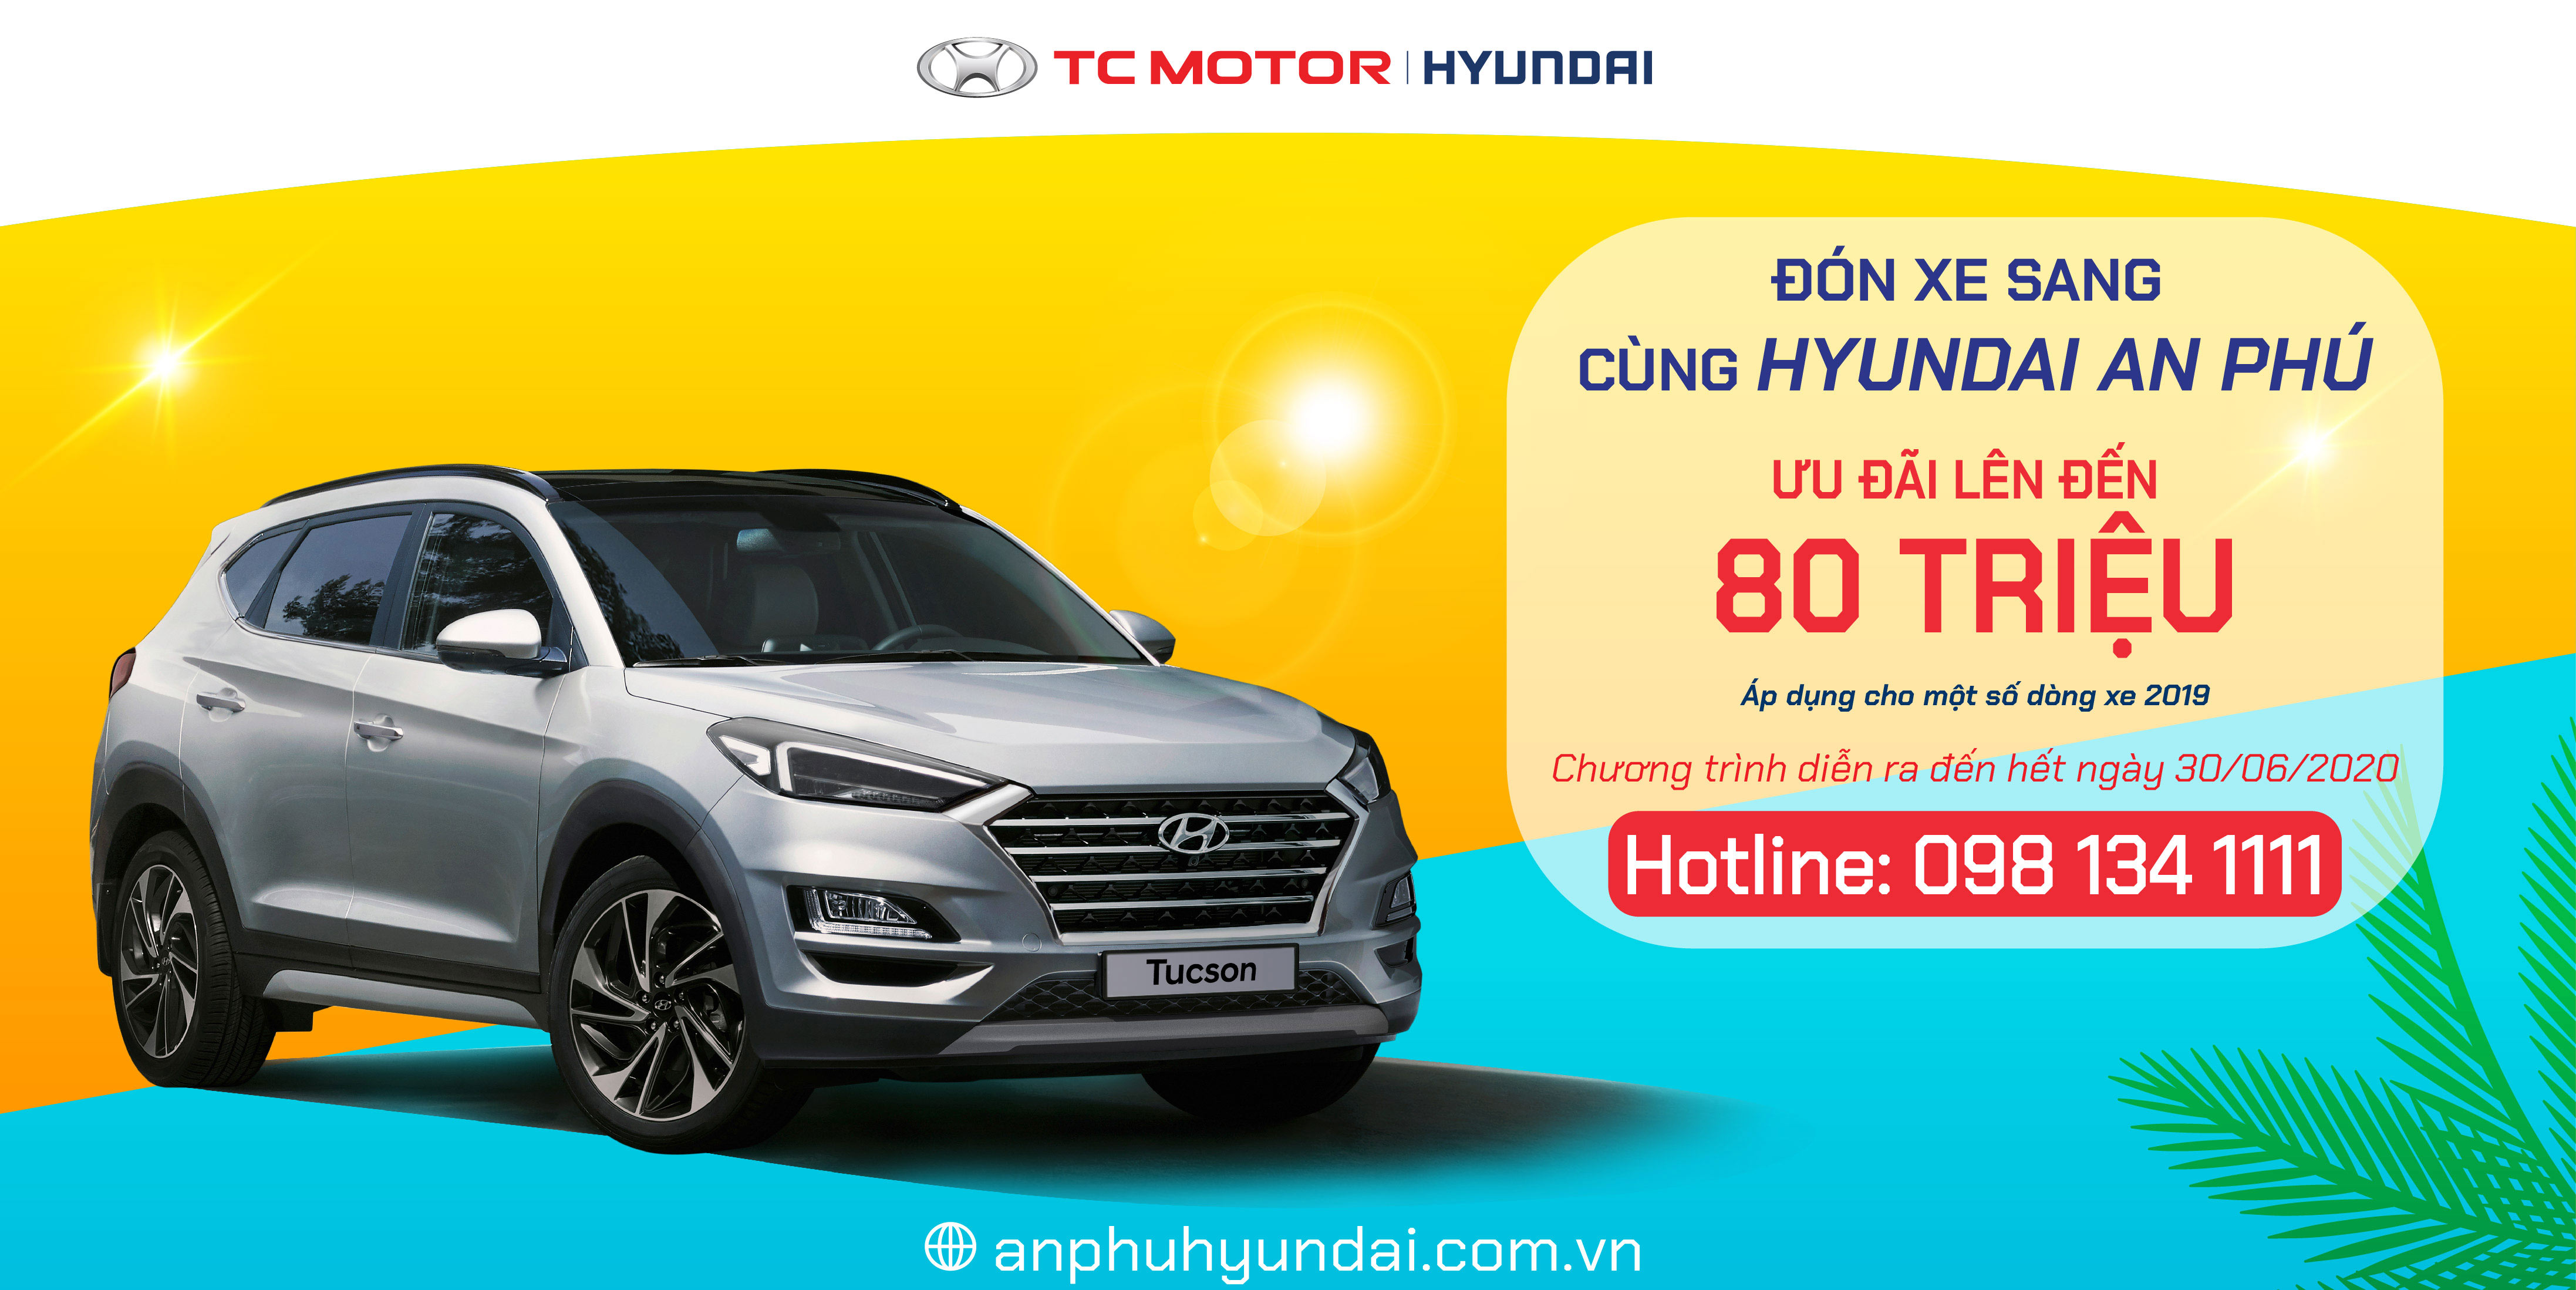 TC MOTOR | HYUNDAI
ĐÓN XE SANG
CÙNG HYUNDAI AN PHÚ
ƯU ĐÃI LÊN ĐẾN
80 TRIỆU
Áp dụng cho một số dòng xe 2019
Chương trình diễn ra đến hết ngày 30/06/2020
Hotline: 098 134 1111
Tucson
anphuhyundai.com.vn